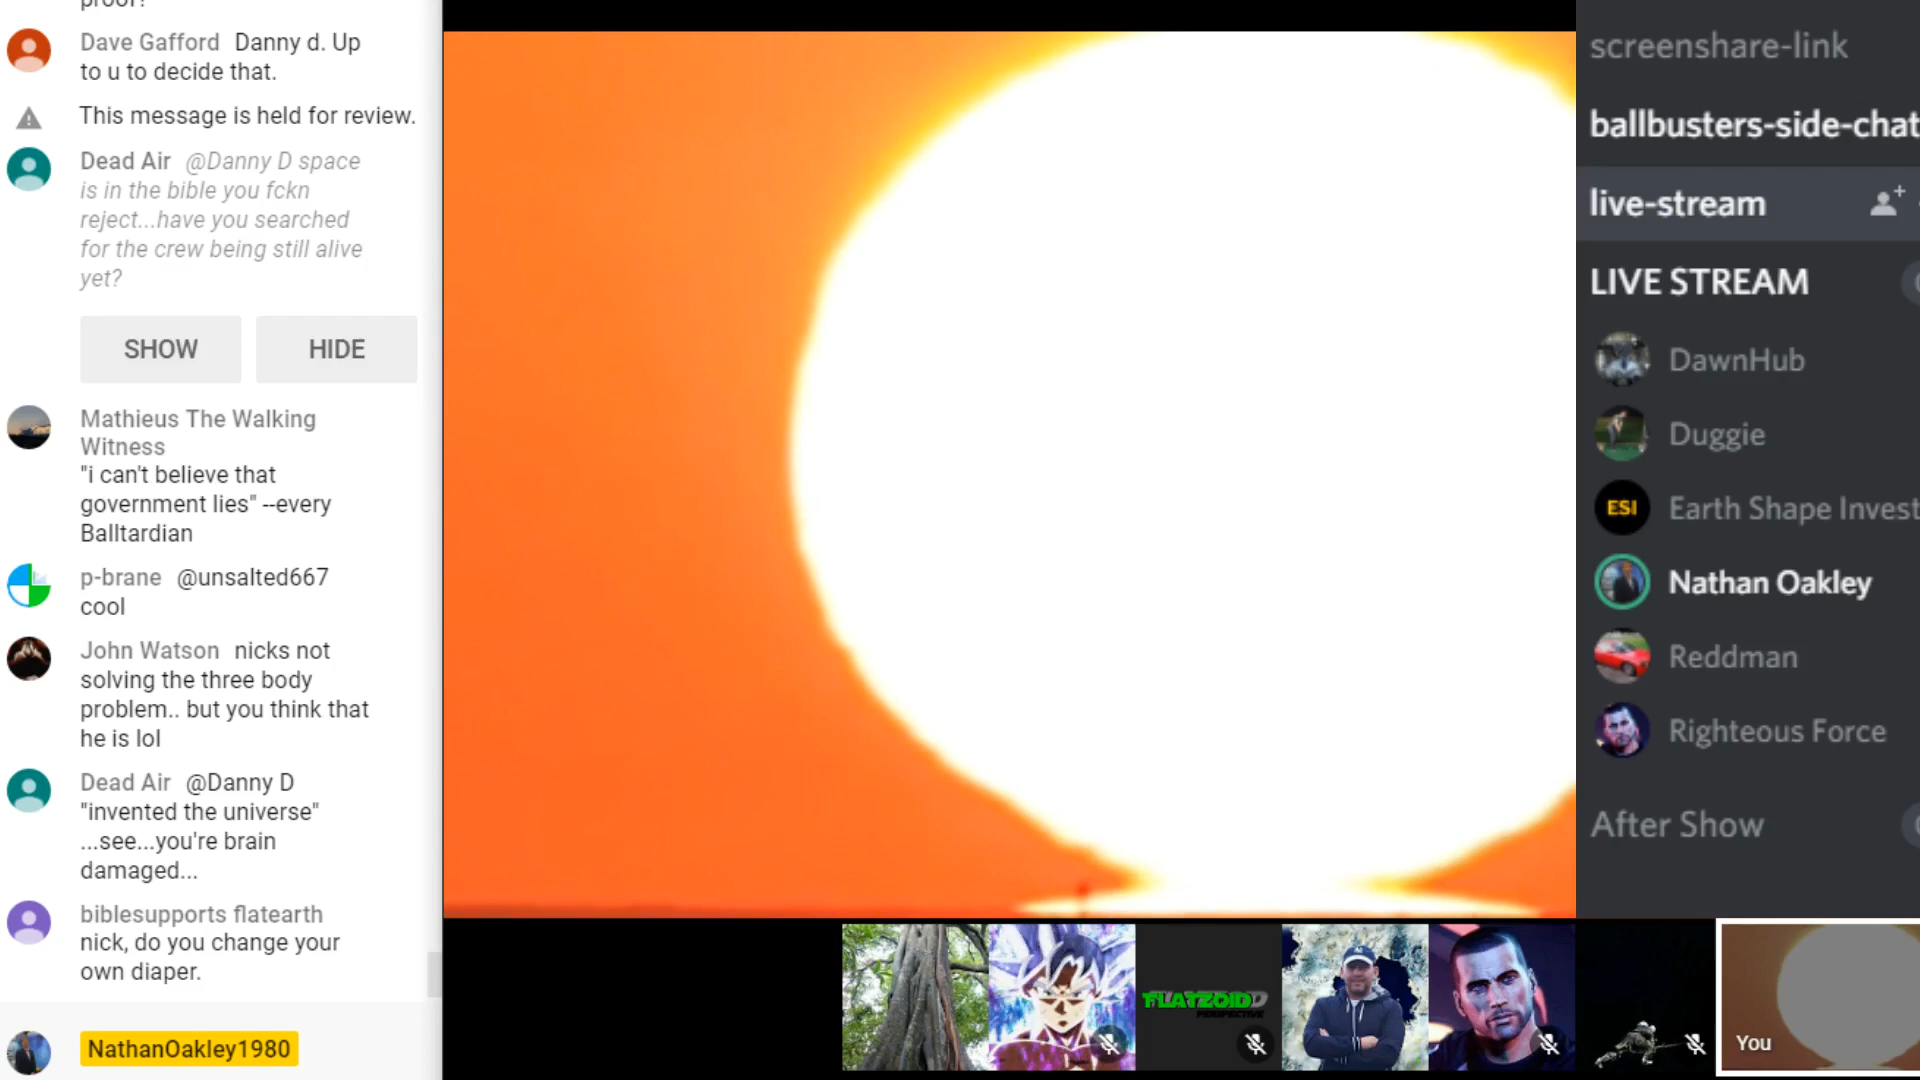 proof?
Dave Gafford Danny d. Up
to u to decide that.
This message is held for review.
Dead Air @Danny D space
is in the bible you fckn
reject...have you searched
for the crew being still alive
yet?
SHOW HIDE
Mathieus The Walking
Witness
"i can't believe that
government lies" --every
Balltardian
p-brane @unsalted667
cool
John Watson nicks not
solving the three body
problem.. but you think that
he is lol
Dead Air @Danny D
"invented the universe"
...see...you're brain
damaged...
biblesupports flatearth
nick, do you change your
own diaper.
NathanOakley1980
screenshare-link
ballbusters-side-chat
live-stream
LIVE STREAM
DawnHub
Duggie
ESI
Earth Shape Invest
Nathan Oakley
Reddman
Righteous Force
After Show
FLATZOIDD
PERSPECTIVE
You